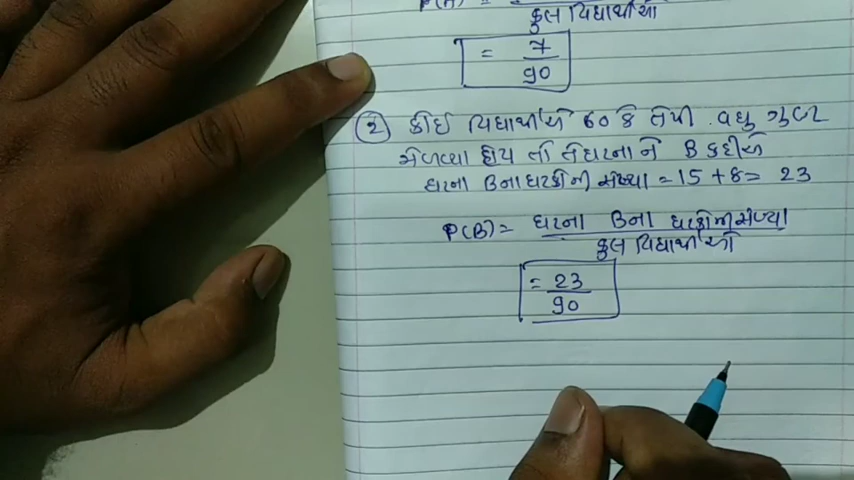 P(A) =
કુલ વિદ્યાર્થીઓ
= 7/90
(2) કોઈ વિદ્યાર્થીએ 60 કે તેથી વધુ ગુણ
મેળવ્યા હોય તો તે ઘટનાને B કહીએ
ઘટના B ના ઘટકોની સંખ્યા = 15 + 8 = 23
P(B) = ઘટના B ના ઘટકોની સંખ્યા
કુલ વિદ્યાર્થીઓ
= 23/90